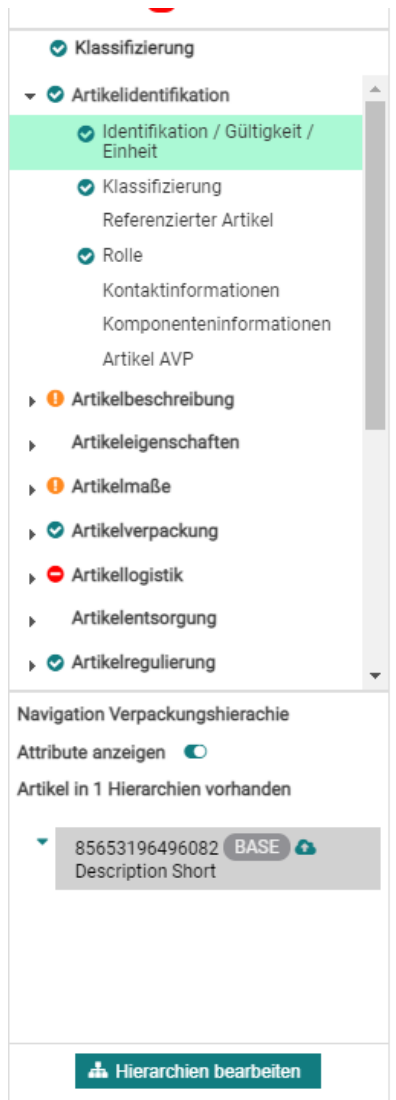 Klassifizierung
Artikelidentifikation
Identifikation / Gültigkeit /
Einheit
Klassifizierung
Referenzierter Artikel
Rolle
Kontaktinformationen
Komponenteninformationen
Artikel AVP
Artikelbeschreibung
Artikeleigenschaften
Artikelmaße
Artikelverpackung
Artikellogistik
Artikelentsorgung
Artikelregulierung
Navigation Verpackungshierachie
Attribute anzeigen
Artikel in 1 Hierarchien vorhanden
85653196496082 BASE
Description Short
Hierarchien bearbeiten